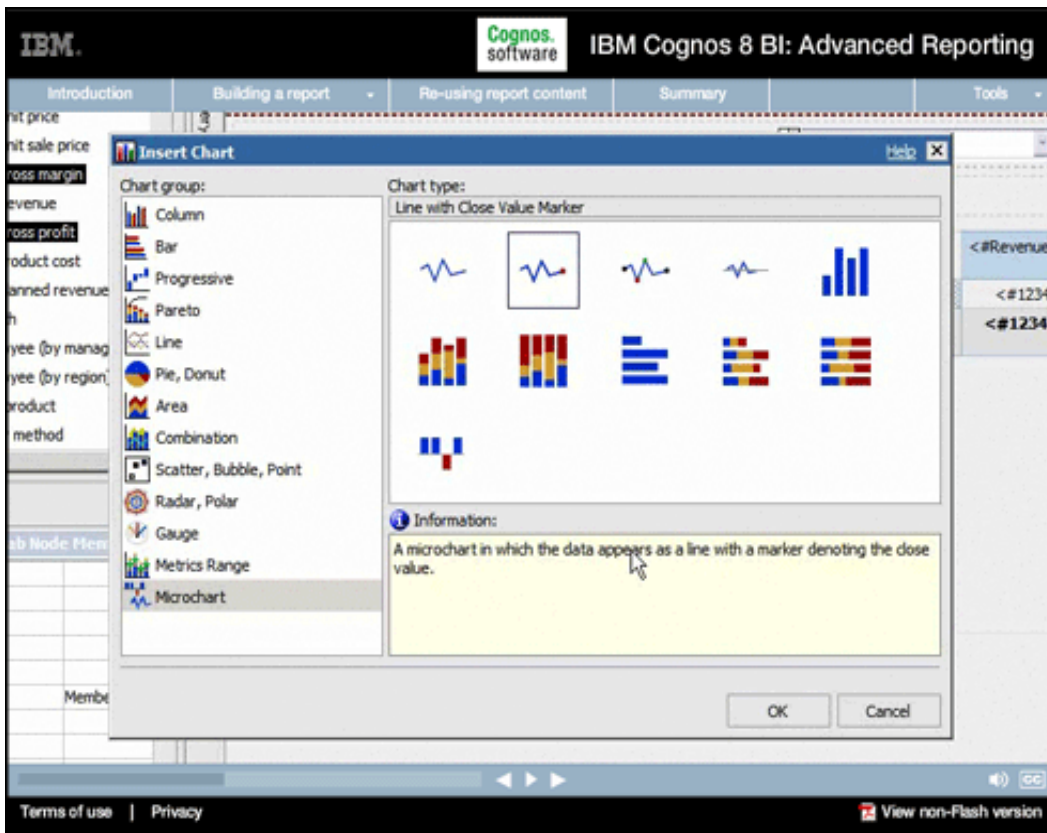 IBM.
Cognos.
software
IBM Cognos 8 BI: Advanced Reporting
Introduction
Building a report
Re-using report content
Summary
Tools
nit price
nit sale price
ross margin
evenue
ross profit
roduct cost
anned revenue
yee (by manag
yee (by region)
product
method
ab Node Mem
Membe
Insert Chart
Help
Chart group:
Column
Bar
Progressive
Pareto
Line
Pie, Donut
Area
Combination
Scatter, Bubble, Point
Radar, Polar
Gauge
Metrics Range
Microchart
Chart type:
Line with Close Value Marker
Information:
A microchart in which the data appears as a line with a marker denoting the close
value.
OK
Cancel
<#Revenue
<#1234
<#1234
CC
Terms of use | Privacy
View non-Flash version